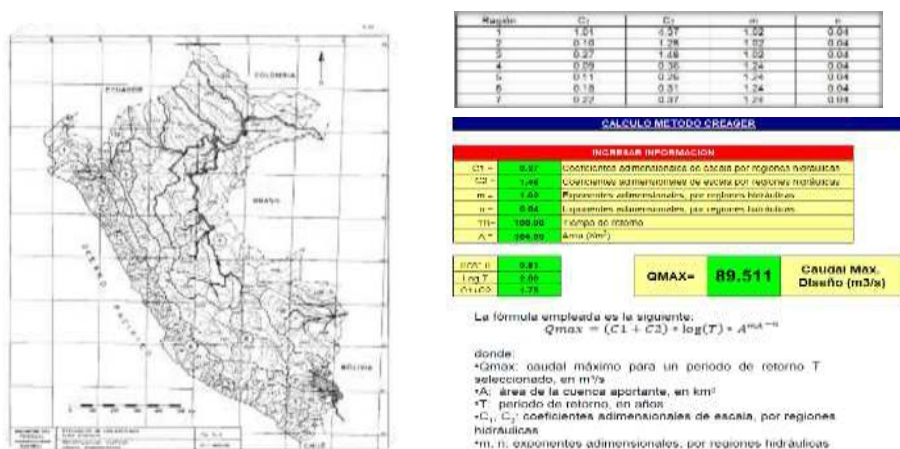 ECUADOR
COLOMBIA
BRASIL
OCEANO PACIFICO
BOLIVIA
CHILE
Región C₁ C₂ m n
1 1.01 4.37 1.02 0.04
2 0.10 1.28 1.02 0.04
3 0.27 1.48 1.02 0.04
4 0.09 0.36 1.24 0.04
5 0.11 0.26 1.24 0.04
6 0.18 0.31 1.24 0.04
7 0.22 0.37 1.24 0.04
CALCULO METODO CREAGER
INGRESAR INFORMACION
C1 = 0.27 Coeficientes adimensionales de escala por regiones hidráulicas
C2 = 1.48 Coeficientes adimensionales de escala por regiones hidráulicas
m = 1.02 Exponentes adimensionales, por regiones hidráulicas
n = 0.04 Exponentes adimensionales, por regiones hidráulicas
TR= 100.00 Tiempo de retorno
A = Area (Km²)
Log T 2.00
C1+C2 1.75
QMAX= 89.511 Caudal Max. Diseño (m3/s)
La fórmula empleada es la siguiente:
Qmax = (C1 + C2) * log(T) * A^mA^−n
donde:
•Qmax: caudal máximo para un periodo de retorno T
seleccionado, en m³/s
•A: área de la cuenca aportante, en km²
•T: periodo de retorno, en años
•C₁, C₂: coeficientes adimensionales de escala, por regiones
hidráulicas
•m, n: exponentes adimensionales, por regiones hidráulicas